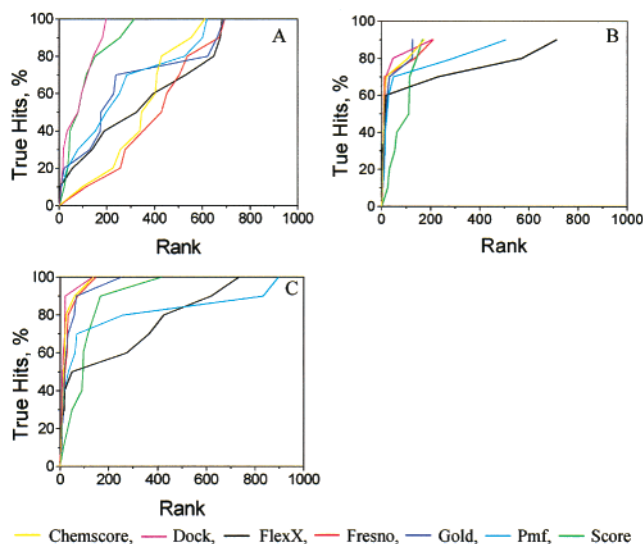 A
True Hits, %
100
80
60
40
20
0
0 200 400 600 800 1000
Rank
B
Tue Hits, %
100
80
60
40
20
0
0 200 400 600 800 1000
Rank
C
True Hits, %
100
80
60
40
20
0
0 200 400 600 800 1000
Rank
Chemscore, Dock, FlexX, Fresno, Gold, Pmf, Score